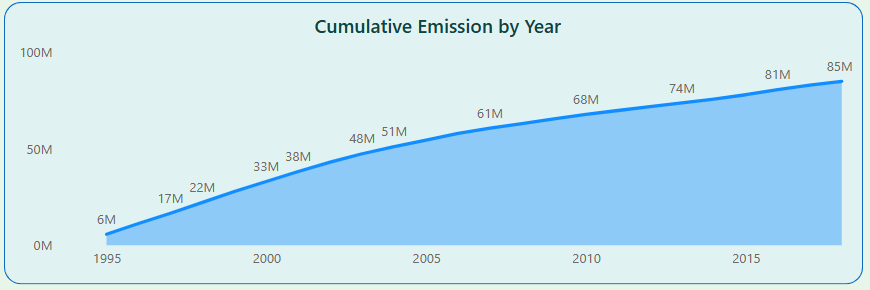 Cumulative Emission by Year
100M
50M
0M
6M
17M
22M
33M
38M
48M
51M
61M
68M
74M
81M
85M
1995
2000
2005
2010
2015